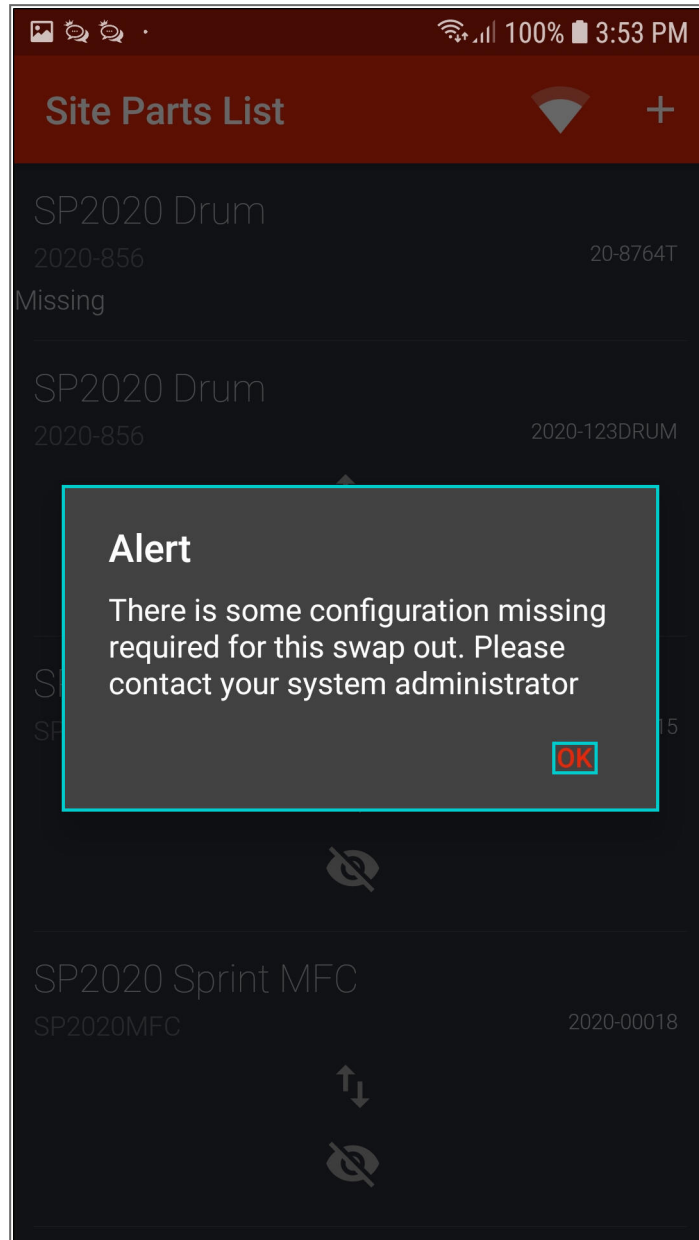 100% 3:53 PM
Site Parts List +
SP2020 Drum
2020-856 20-8764T
Missing
SP2020 Drum
2020-856 2020-123DRUM
Alert
There is some configuration missing
required for this swap out. Please
contact your system administrator
OK
SP2020 Sprint MFC
SP2020MFC 2020-00018